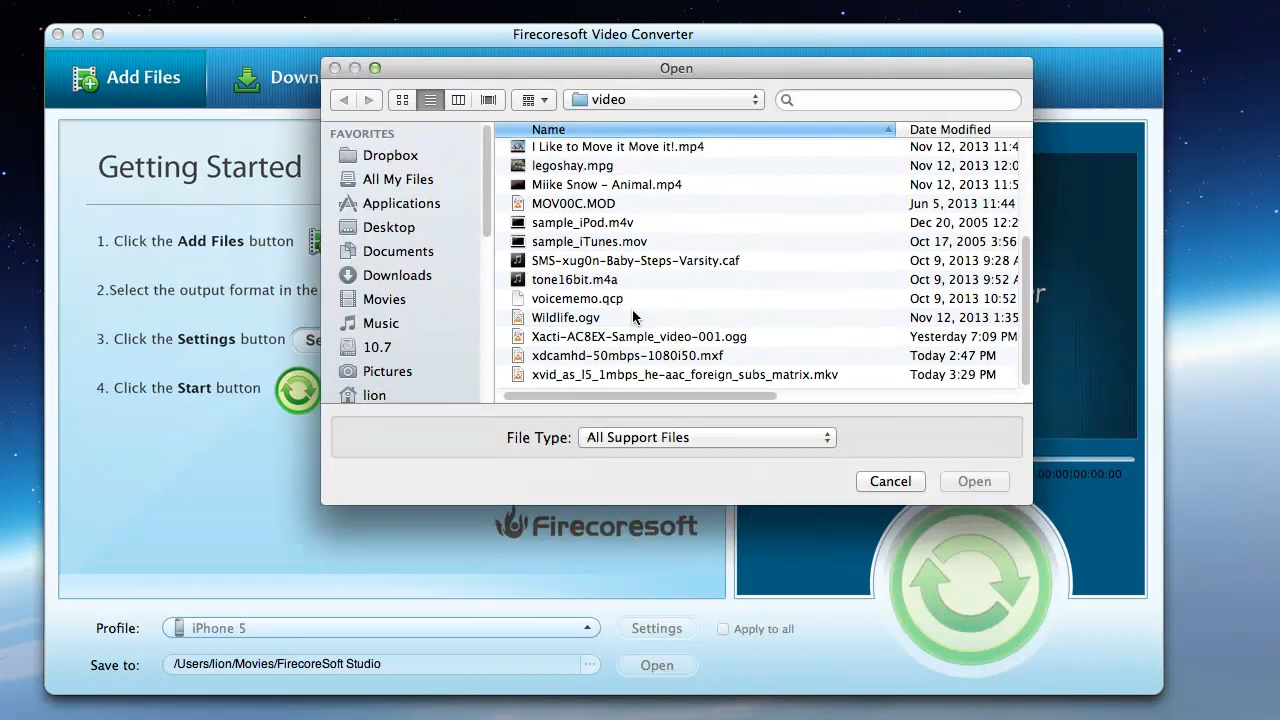 Firecoresoft Video Converter
Add Files
Down
Open
video
FAVORITES
Dropbox
All My Files
Applications
Desktop
Documents
Downloads
Movies
Music
10.7
Pictures
lion
Name Date Modified
I Like to Move it Move it!.mp4 Nov 12, 2013 11:4
legoshay.mpg Nov 12, 2013 12:0
Miike Snow - Animal.mp4 Nov 12, 2013 11:5
MOV00C.MOD Jun 5, 2013 11:44
sample_iPod.m4v Dec 20, 2005 12:2
sample_iTunes.mov Oct 17, 2005 3:56
SMS-xug0n-Baby-Steps-Varsity.caf Oct 9, 2013 9:28 A
tone16bit.m4a Oct 9, 2013 9:52 A
voicememo.qcp Oct 9, 2013 10:52
Wildlife.ogv Nov 12, 2013 1:35
Xacti-AC8EX-Sample_video-001.ogg Yesterday 7:09 PM
xdcamhd-50mbps-1080i50.mxf Today 2:47 PM
xvid_as_l5_1mbps_he-aac_foreign_subs_matrix.mkv Today 3:29 PM
File Type: All Support Files
Cancel Open
Getting Started
1. Click the Add Files button
2.Select the output format in the
3. Click the Settings button Se
4. Click the Start button
Firecoresoft
er
00:00|00:00:00
Profile: iPhone 5 Settings Apply to all
Save to: /Users/lion/Movies/FirecoreSoft Studio ... Open